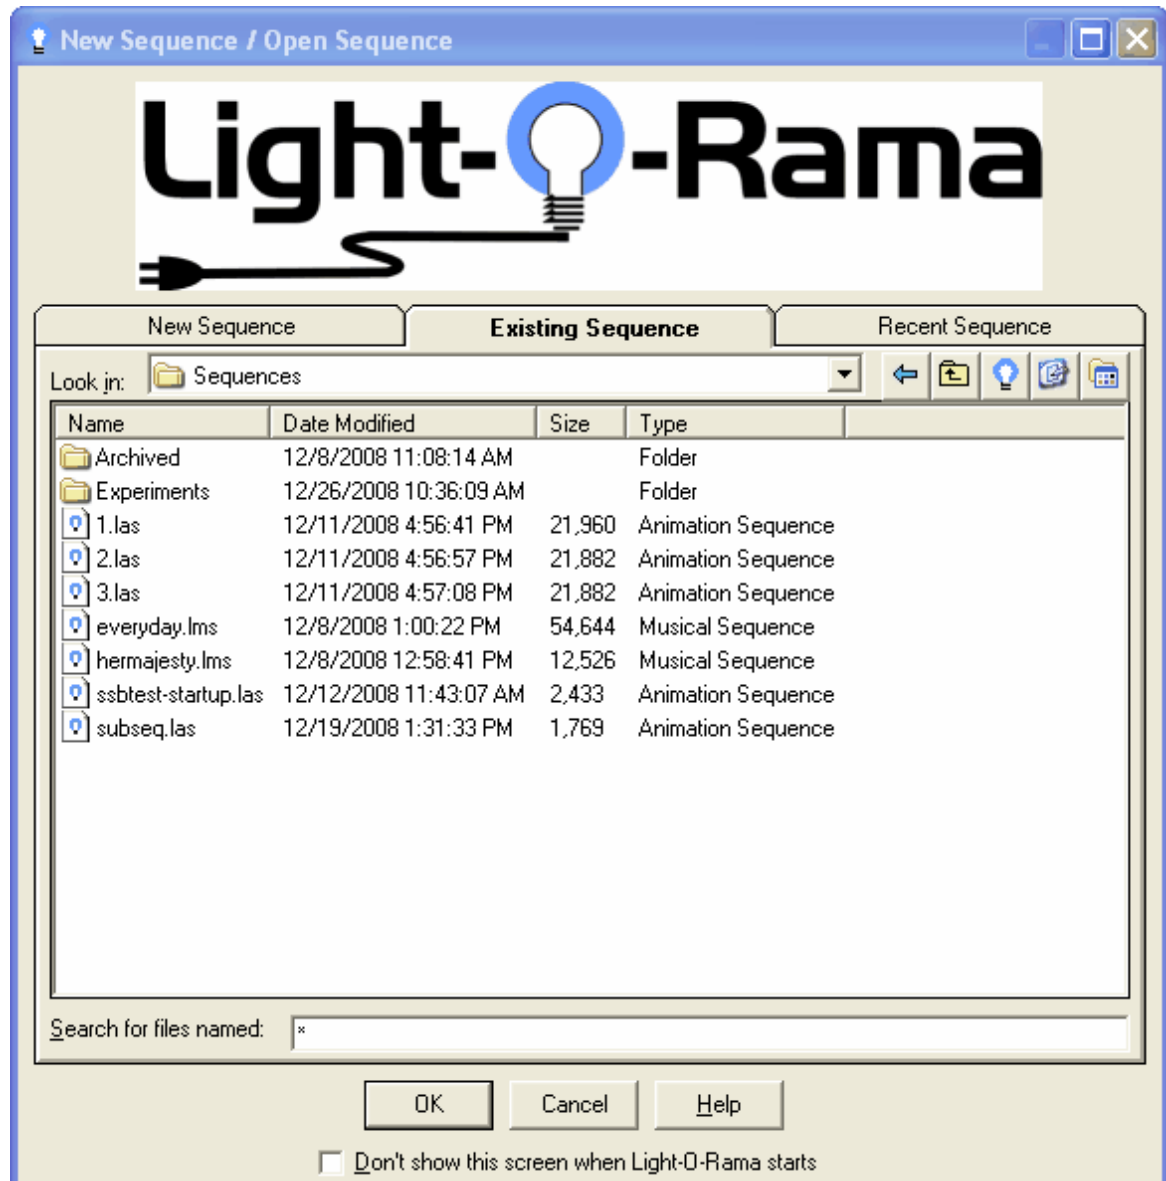 New Sequence / Open Sequence
Light-O-Rama
New Sequence Existing Sequence Recent Sequence
Look in: Sequences
Name Date Modified Size Type
Archived 12/8/2008 11:08:14 AM Folder
Experiments 12/26/2008 10:36:09 AM Folder
1.las 12/11/2008 4:56:41 PM 21,960 Animation Sequence
2.las 12/11/2008 4:56:57 PM 21,882 Animation Sequence
3.las 12/11/2008 4:57:08 PM 21,882 Animation Sequence
everyday.lms 12/8/2008 1:00:22 PM 54,644 Musical Sequence
hermajesty.lms 12/8/2008 12:58:41 PM 12,526 Musical Sequence
ssbtest-startup.las 12/12/2008 11:43:07 AM 2,433 Animation Sequence
subseq.las 12/19/2008 1:31:33 PM 1,769 Animation Sequence
Search for files named: *
OK Cancel Help
Don't show this screen when Light-O-Rama starts